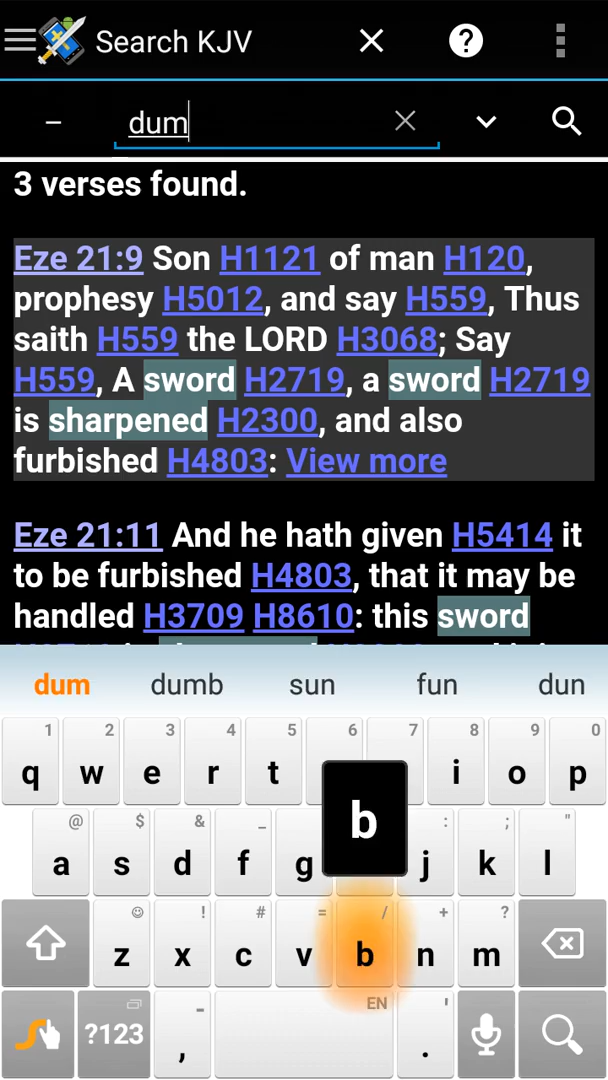 Search KJV ?
– dum
3 verses found.
Eze 21:9 Son H1121 of man H120,
prophesy H5012, and say H559, Thus
saith H559 the LORD H3068; Say
H559, A sword H2719, a sword H2719
is sharpened H2300, and also
furbished H4803: View more
Eze 21:11 And he hath given H5414 it
to be furbished H4803, that it may be
handled H3709 H8610: this sword
dum dumb sun fun dun
1 2 3 4 5 6 7 8 9 0
q w e r t i o p
b
@ $ & _ : ; "
a s d f g j k l
☺ ! # = / + ?
z x c v b n m
- EN '
?123 , .